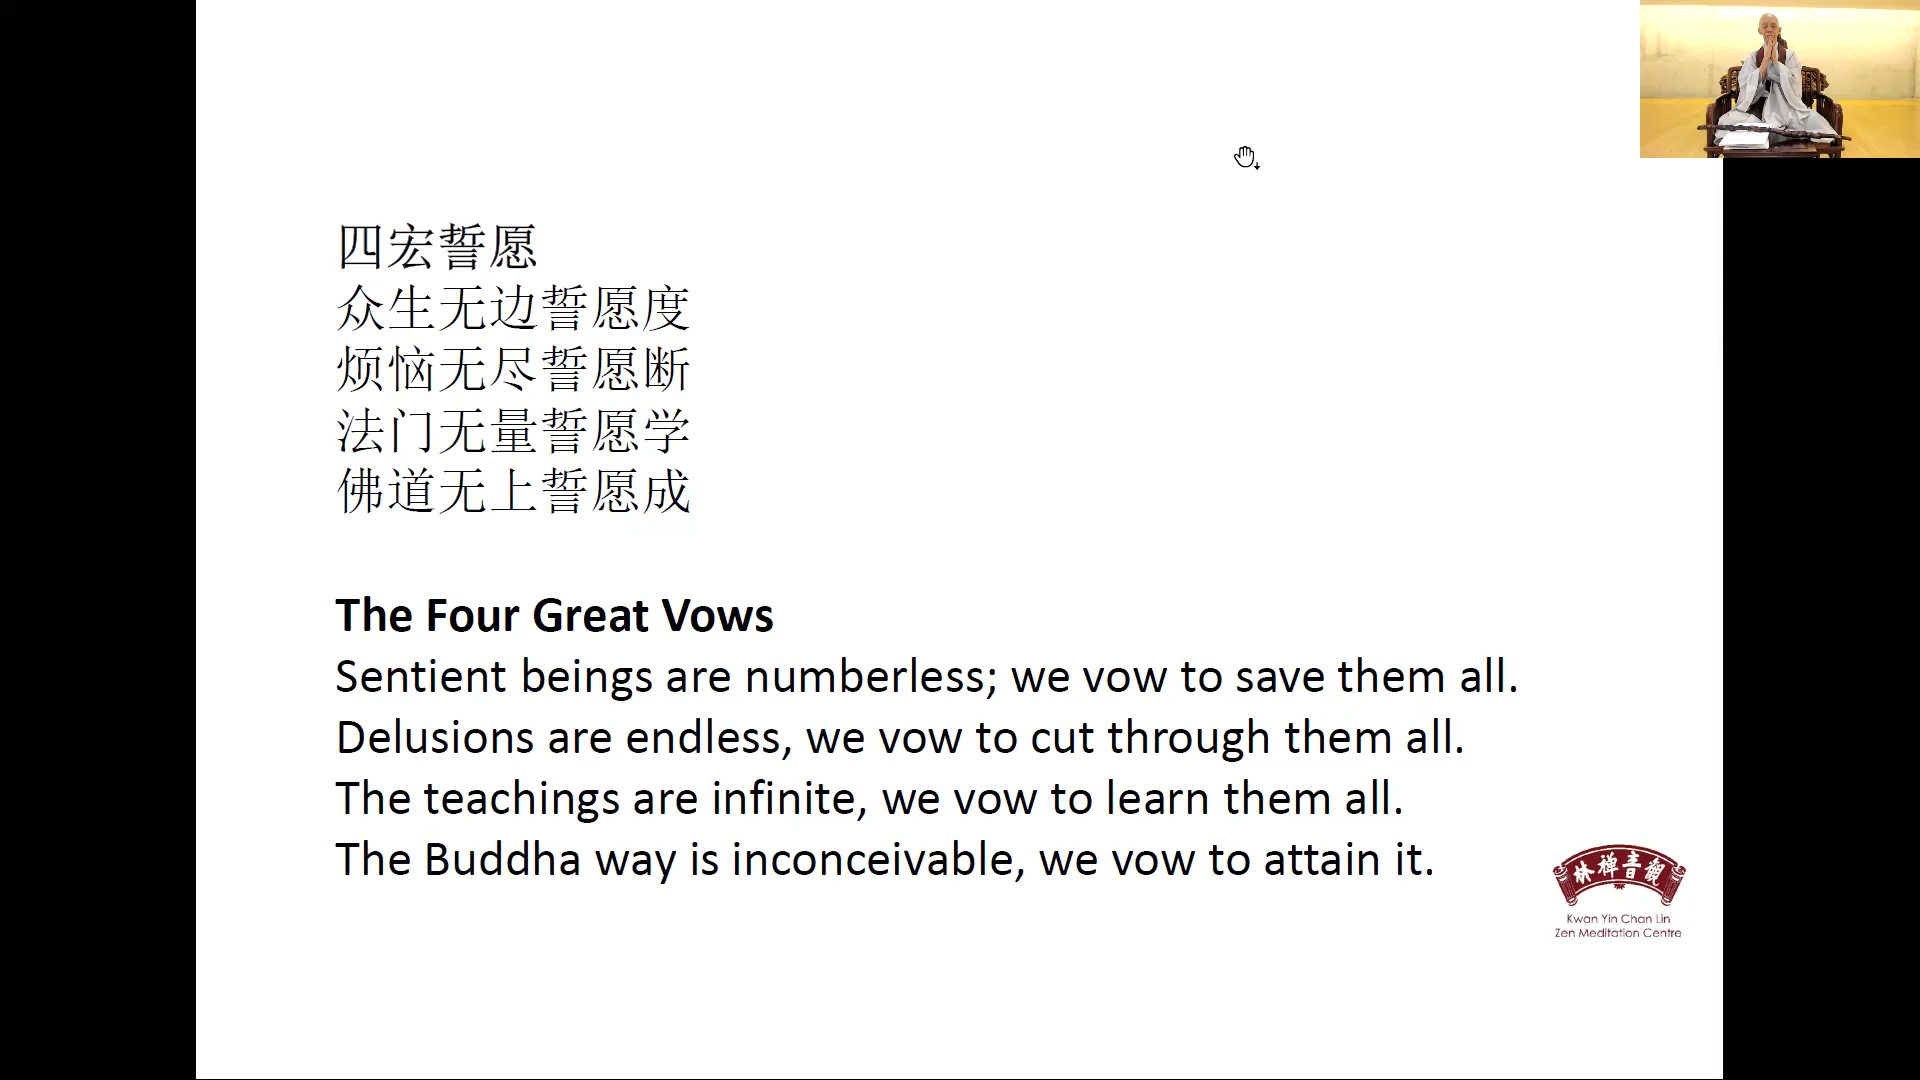 四宏誓愿
众生无边誓愿度
烦恼无尽誓愿断
法门无量誓愿学
佛道无上誓愿成
The Four Great Vows
Sentient beings are numberless; we vow to save them all.
Delusions are endless, we vow to cut through them all.
The teachings are infinite, we vow to learn them all.
The Buddha way is inconceivable, we vow to attain it.
林禅音觀
Kwan Yin Chan Lin
Zen Meditation Centre